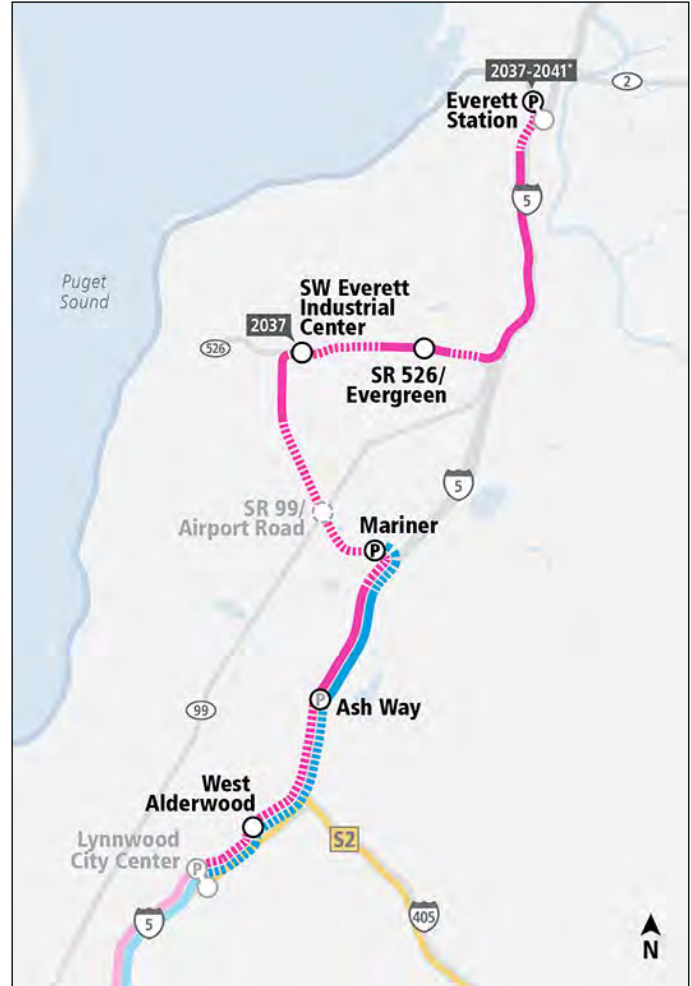 2037-2041*
2
Everett
Station
5
Puget
Sound
SW Everett
Industrial
Center
2037
526
SR 526/
Evergreen
5
SR 99/
Airport Road
Mariner
P
P
Ash Way
99
West
Alderwood
Lynnwood
City Center
P
S2
5
405
N
P